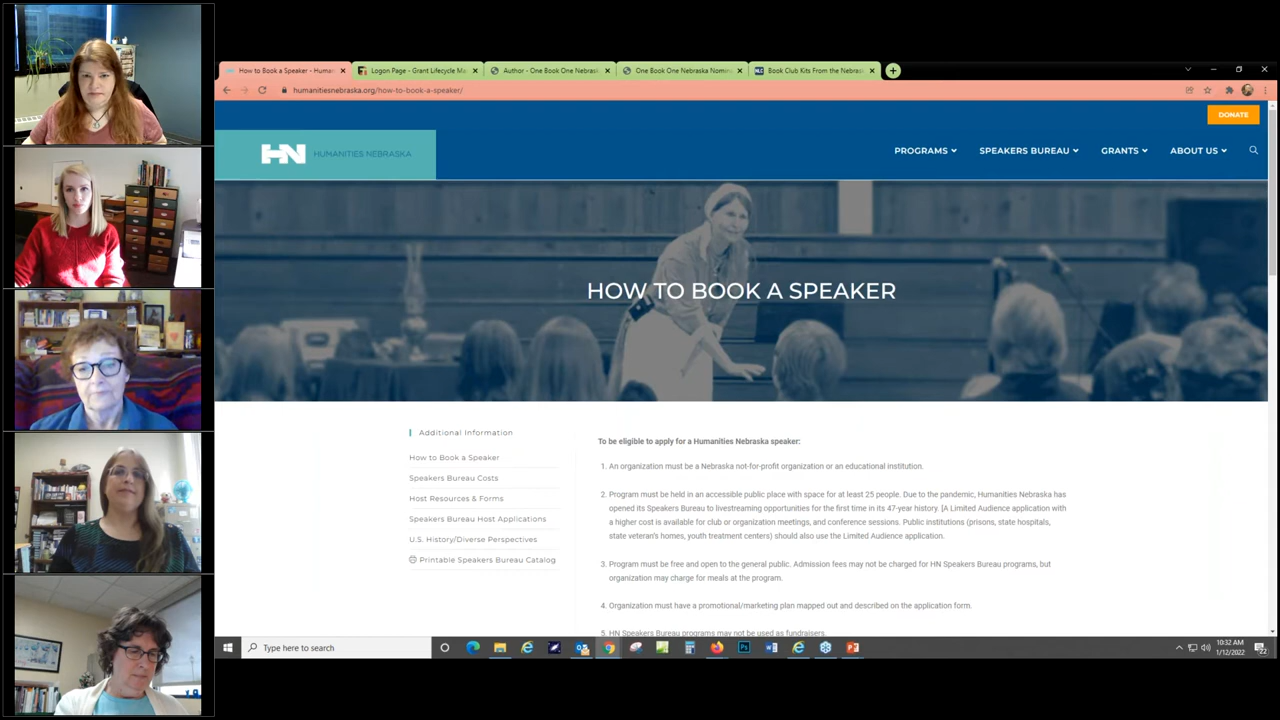 How to Book a Speaker - Humani
Logon Page - Grant Lifecycle Ma
Author - One Book One Nebrask
One Book One Nebraska Nomin
NLC
Book Club Kits From the Nebras
humanitiesnebraska.org/how-to-book-a-speaker/
DONATE
HN HUMANITIES NEBRASKA
PROGRAMS SPEAKERS BUREAU GRANTS ABOUT US
HOW TO BOOK A SPEAKER
Additional Information
How to Book a Speaker
Speakers Bureau Costs
Host Resources & Forms
Speakers Bureau Host Applications
U.S. History/Diverse Perspectives
Printable Speakers Bureau Catalog
To be eligible to apply for a Humanities Nebraska speaker:
1. An organization must be a Nebraska not-for-profit organization or an educational institution.
2. Program must be held in an accessible public place with space for at least 25 people. Due to the pandemic, Humanities Nebraska has
opened its Speakers Bureau to livestreaming opportunities for the first time in its 47-year history. [A Limited Audience application
with a higher cost is available for club or organization meetings, and conference sessions. Public institutions (prisons, state hospitals,
state veteran's homes, youth treatment centers) should also use the Limited Audience application.
3. Program must be free and open to the general public. Admission fees may not be charged for HN Speakers Bureau programs, but
organization may charge for meals at the program.
4. Organization must have a promotional/marketing plan mapped out and described on the application form.
5. HN Speakers Bureau programs may not be used as fundraisers.
Type here to search
10:32 AM
1/12/2022
22